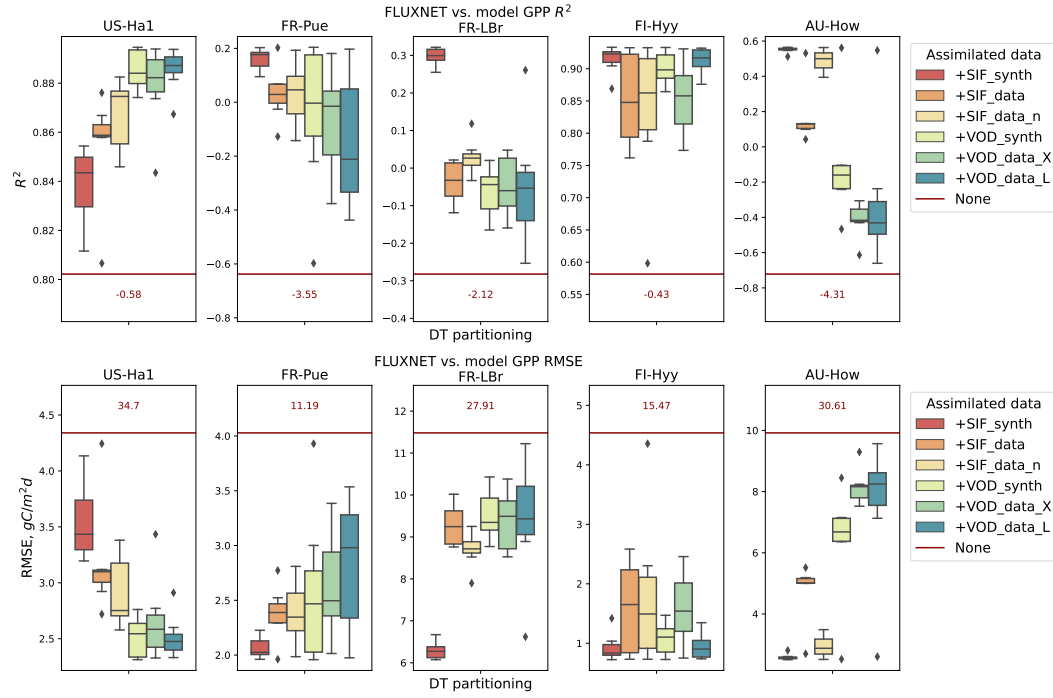 FLUXNET vs. model GPP R²
US-Ha1
FR-Pue
FR-LBr
FI-Hyy
AU-How
R²
0.88
0.86
0.84
0.82
0.80
-0.58
0.2
0.0
−0.2
−0.4
−0.6
−0.8
-3.55
0.3
0.2
0.1
0.0
−0.1
−0.2
−0.3
−0.4
-2.12
0.90
0.85
0.80
0.75
0.70
0.65
0.60
0.55
-0.43
0.6
0.4
0.2
0.0
−0.2
−0.4
−0.6
−0.8
-4.31
DT partitioning
Assimilated data
+SIF_synth
+SIF_data
+SIF_data_n
+VOD_synth
+VOD_data_X
+VOD_data_L
None
FLUXNET vs. model GPP RMSE
US-Ha1
FR-Pue
FR-LBr
FI-Hyy
AU-How
RMSE, gC/m²d
4.5
4.0
3.5
3.0
2.5
34.7
4.0
3.5
3.0
2.5
2.0
11.19
12
11
10
9
8
7
6
27.91
5
4
3
2
1
15.47
10
8
6
4
2
30.61
DT partitioning
Assimilated data
+SIF_synth
+SIF_data
+SIF_data_n
+VOD_synth
+VOD_data_X
+VOD_data_L
None